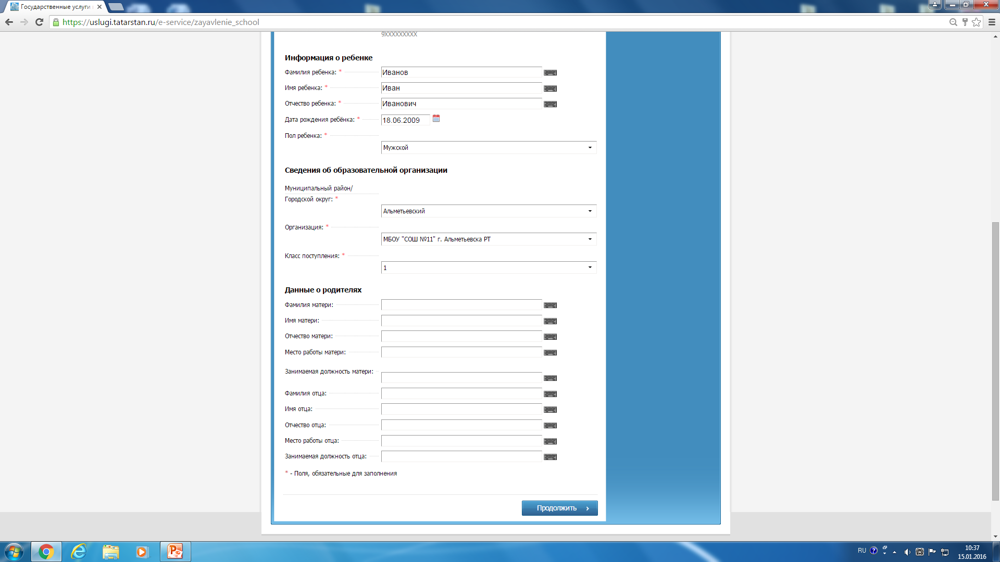 Государственные услуги
https://uslugi.tatarstan.ru/e-service/zayavlenie_school
9XXXXXXXXX
Информация о ребенке
Фамилия ребенка: * Иванов
Имя ребенка: * Иван
Отчество ребенка: * Иванович
Дата рождения ребёнка: * 18.06.2009
Пол ребенка: *
Мужской
Сведения об образовательной организации
Муниципальный район/
Городской округ: *
Альметьевский
Организация: *
МБОУ "СОШ №11" г. Альметьевска РТ
Класс поступления: *
1
Данные о родителях
Фамилия матери:
Имя матери:
Отчество матери:
Место работы матери:
Занимаемая должность матери:
Фамилия отца:
Имя отца:
Отчество отца:
Место работы отца:
Занимаемая должность отца:
* - Поля, обязательные для заполнения
Продолжить
RU
10:37
15.01.2016